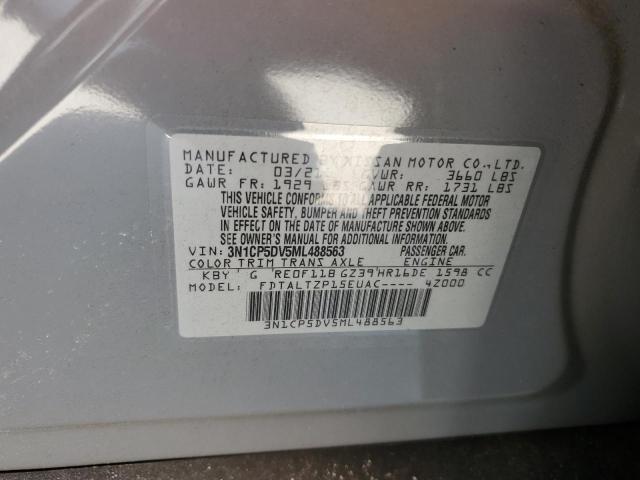 MANUFACTURED BY NISSAN MOTOR CO.,LTD.
DATE: 03/21 GVWR: 3660 LBS
GAWR FR: 1929 LBS GAWR RR: 1731 LBS
THIS VEHICLE CONFORMS TO ALL APPLICABLE FEDERAL MOTOR
VEHICLE SAFETY, BUMPER AND THEFT PREVENTION STANDARDS
IN EFFECT ON THE DATE OF MANUFACTURE SHOWN ABOVE.
SEE OWNER'S MANUAL FOR ADDITIONAL INFORMATION.
VIN: 3N1CP5DV5ML488563 PASSENGER CAR.
COLOR TRIM TRANS AXLE ENGINE
KBY G RE0F11B GZ39 HR16DE 1598 CC
MODEL: FDTALTZP15EUAC---- 4Z000
3N1CP5DV5ML488563